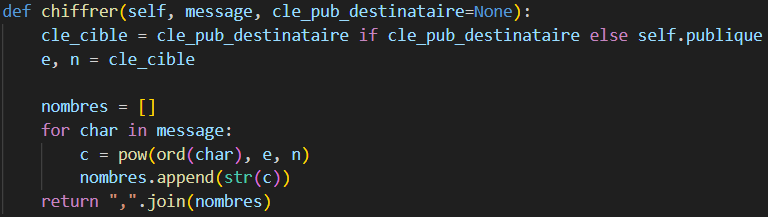 def chiffrer(self, message, cle_pub_destinataire=None):
    cle_cible = cle_pub_destinataire if cle_pub_destinataire else self.publique
    e, n = cle_cible

    nombres = []
    for char in message:
        c = pow(ord(char), e, n)
        nombres.append(str(c))
    return ",".join(nombres)